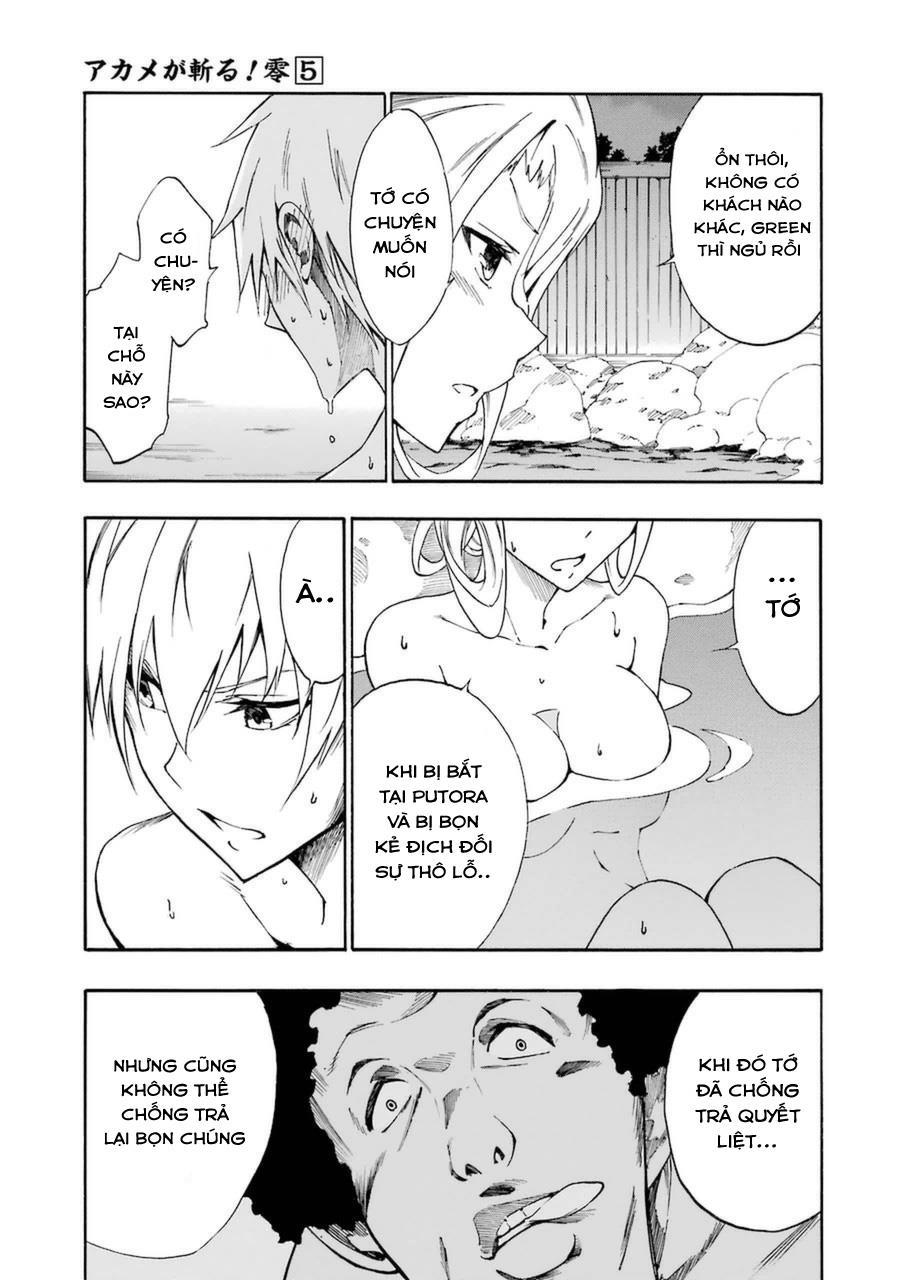 アカメが斬る！零5
ỔN THÔI,
KHÔNG CÓ
KHÁCH NÀO
KHÁC, GREEN
THÌ NGỦ RỒI
TỚ CÓ
CHUYỆN
MUỐN
NÓI
CÓ
CHU-
YỆN?
TẠI
CHỖ
NÀY
SAO?
...
TỚ
KHI BỊ BẮT
TẠI PUTORA
VÀ BỊ BỌN
KẺ ĐỊCH ĐỐI
SỰ THÔ LỖ..
À..
KHI ĐÓ TỚ
ĐÃ CHỐNG
TRẢ QUYẾT
LIỆT...
NHƯNG CŨNG
KHÔNG THỂ
CHỐNG TRẢ
LẠI BỌN CHÚNG